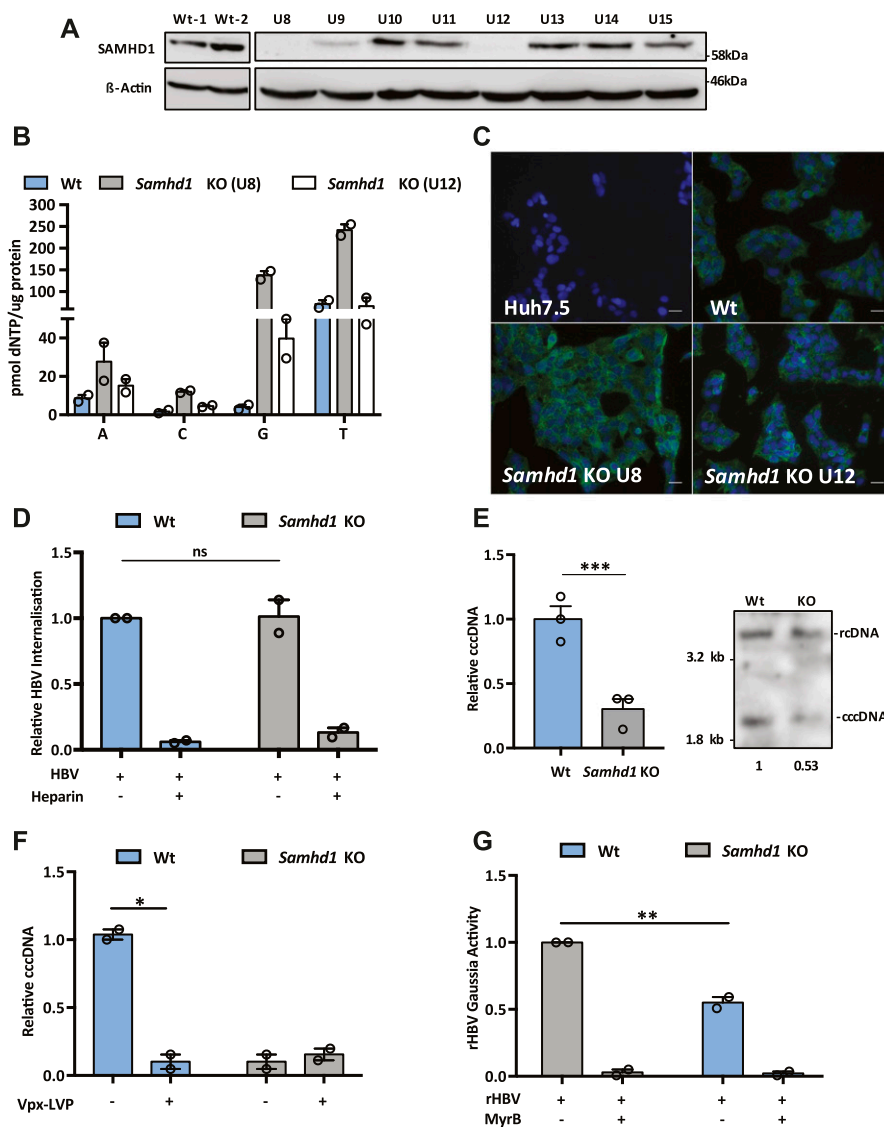 A
Wt-1 Wt-2 U8 U9 U10 U11 U12 U13 U14 U15
SAMHD1
-58kDa
ß-Actin
-46kDa
B
Wt Samhd1 KO (U8) Samhd1 KO (U12)
pmol dNTP/ug protein
300
250
200
150
100
40
20
0
A C G T
C
Huh7.5
Wt
Samhd1 KO U8
Samhd1 KO U12
D
Wt Samhd1 KO
Relative HBV Internalisation
1.5
1.0
0.5
0.0
ns
HBV + + + +
Heparin - + - +
E
Relative cccDNA
1.5
1.0
0.5
0.0
***
Wt Samhd1 KO
Wt KO
-rcDNA
3.2 kb -
-cccDNA
1.8 kb -
1 0.53
F
Wt Samhd1 KO
Relative cccDNA
1.5
1.0
0.5
0.0
*
Vpx-LVP - + - +
G
Wt Samhd1 KO
rHBV Gaussia Activity
1.5
1.0
0.5
0.0
**
rHBV + + + +
MyrB - + - +